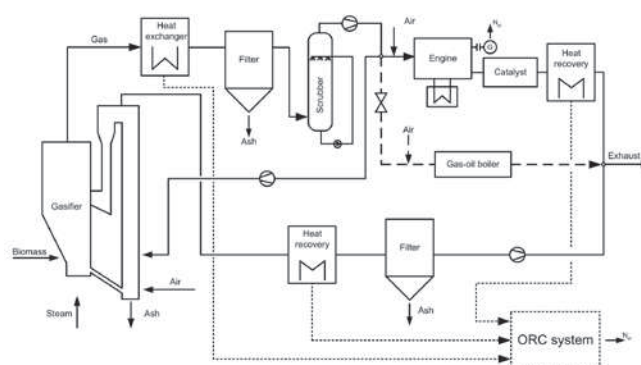 Gas
Heat
exchanger
Filter
Ash
Scrubber
Air
Engine
G
Catalyst
Heat
recovery
Air
Gas-oil boiler
Exhaust
Gasifier
Biomass
Steam
Air
Ash
Heat
recovery
Filter
Ash
ORC system